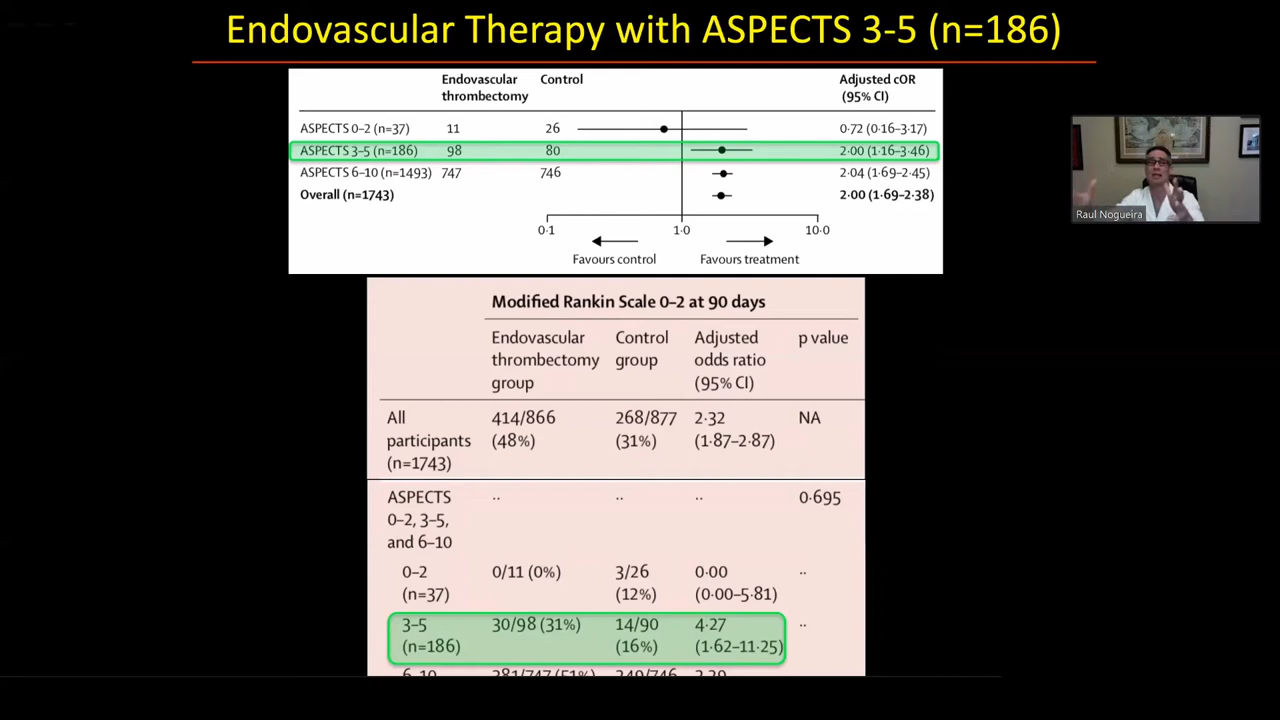 Endovascular Therapy with ASPECTS 3-5 (n=186)
Endovascular Control Adjusted cOR
thrombectomy (95% CI)
ASPECTS 0–2 (n=37) 11 26 0·72 (0·16–3·17)
ASPECTS 3–5 (n=186) 98 80 2·00 (1·16–3·46)
ASPECTS 6–10 (n=1493) 747 746 2·04 (1·69–2·45)
Overall (n=1743) 2·00 (1·69–2·38)
0·1 1·0 10·0
Favours control Favours treatment
Raul Nogueira
Modified Rankin Scale 0–2 at 90 days
Endovascular Control Adjusted p value
thrombectomy group odds ratio
group (95% CI)
All 414/866 268/877 2·32 NA
participants (48%) (31%) (1·87–2·87)
(n=1743)
ASPECTS ·· ·· ·· 0·695
0–2, 3–5,
and 6–10
0–2 0/11 (0%) 3/26 0·00 ··
(n=37) (12%) (0·00–5·81)
3–5 30/98 (31%) 14/90 4·27 ··
(n=186) (16%) (1·62–11·25)
6–10 381/747 (51%) 249/746